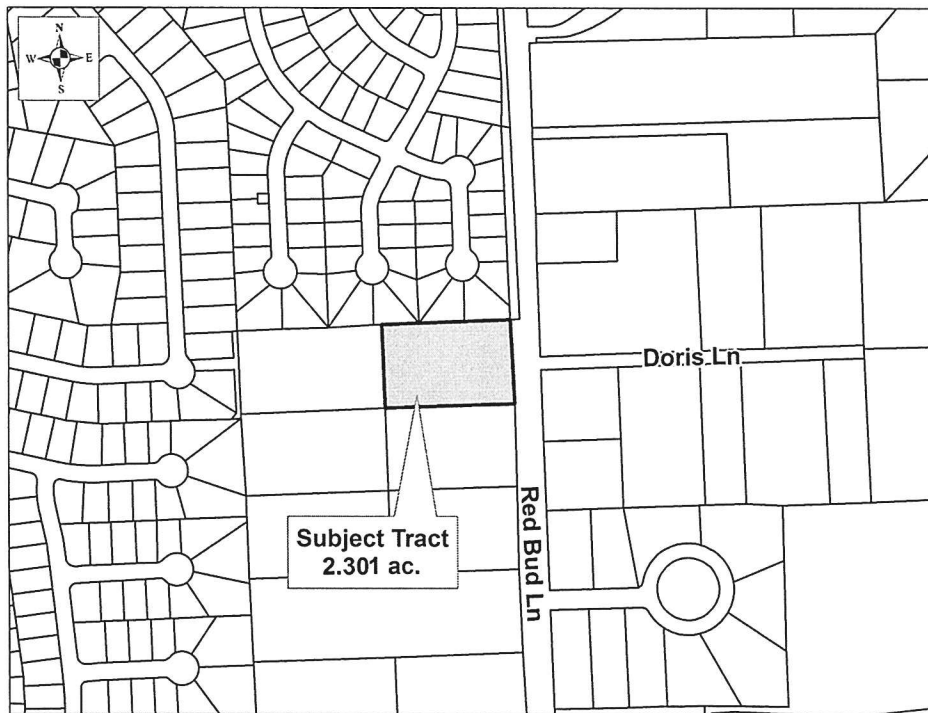 N
W E
S
Doris Ln
Subject Tract
2.301 ac.
Red Bud Ln